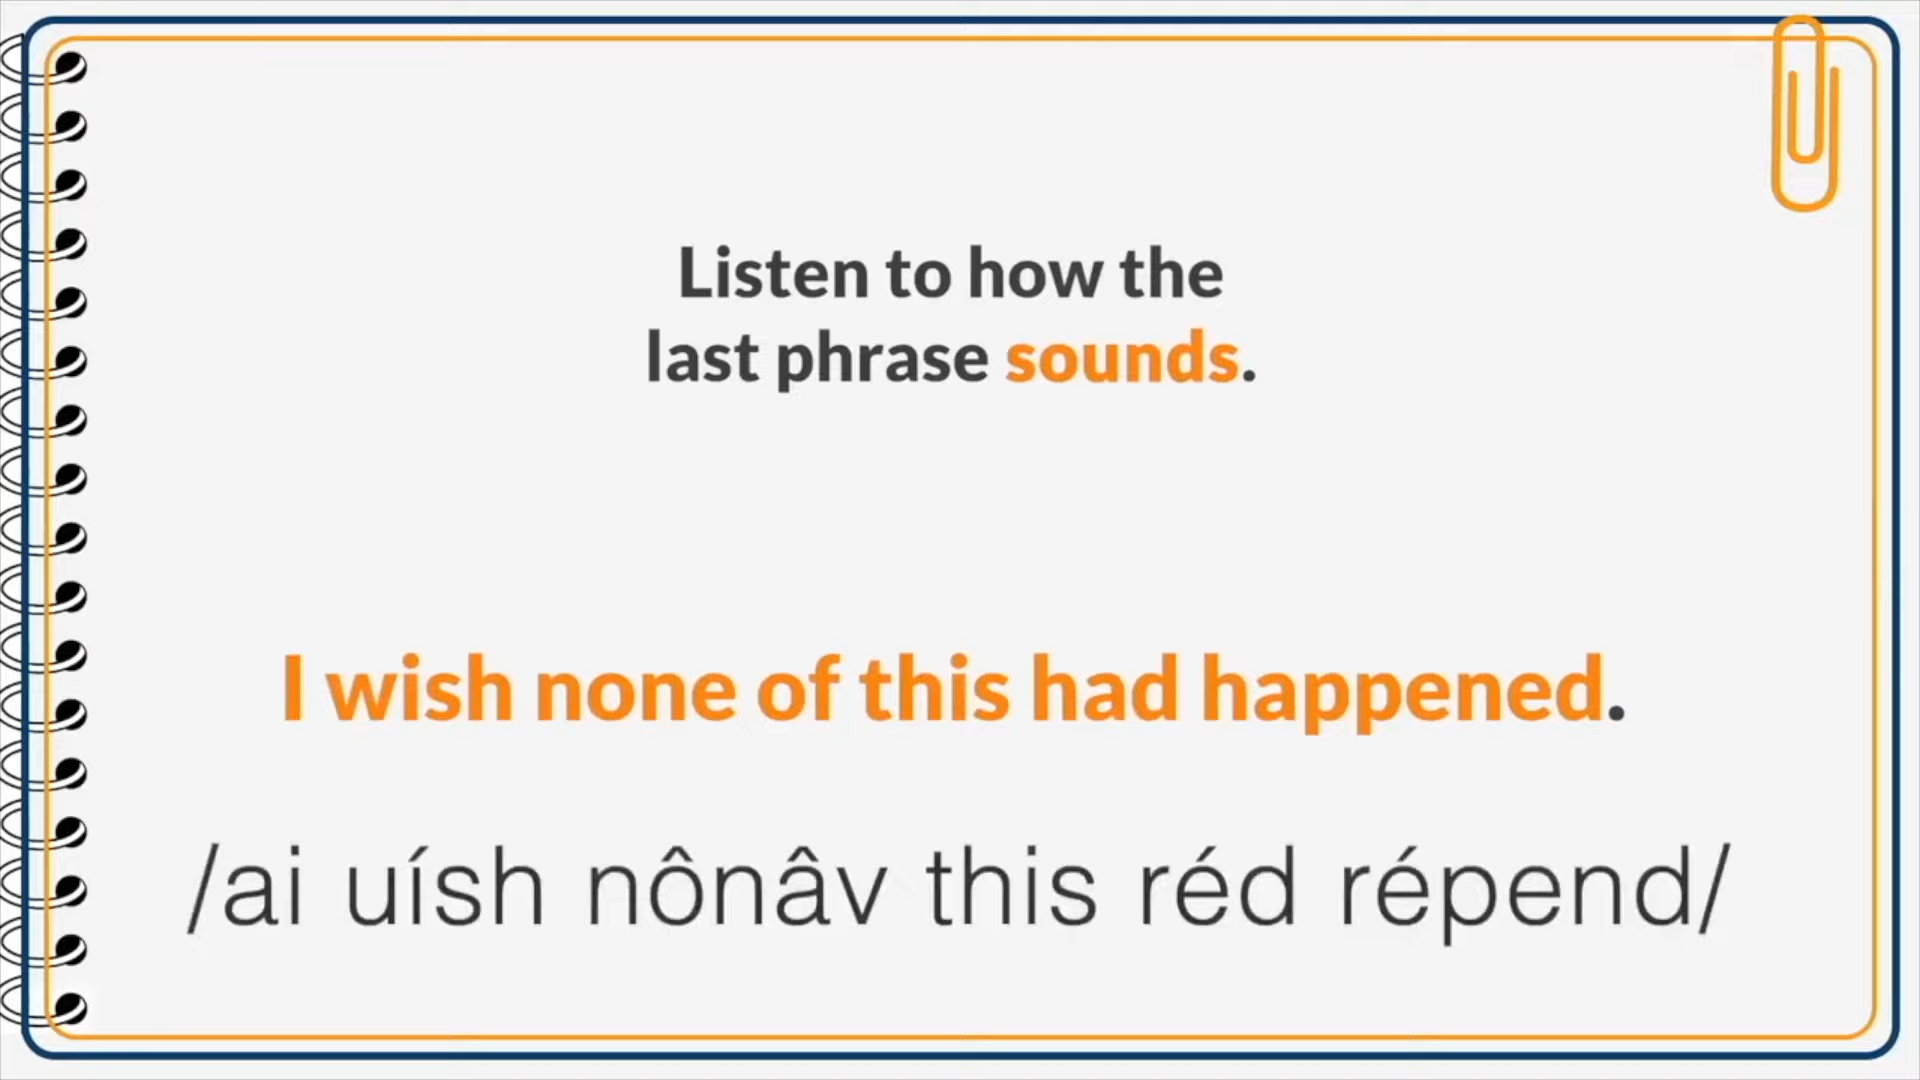 Listen to how the
last phrase sounds.
I wish none of this had happened.
/ai uísh nônâv this réd répend/